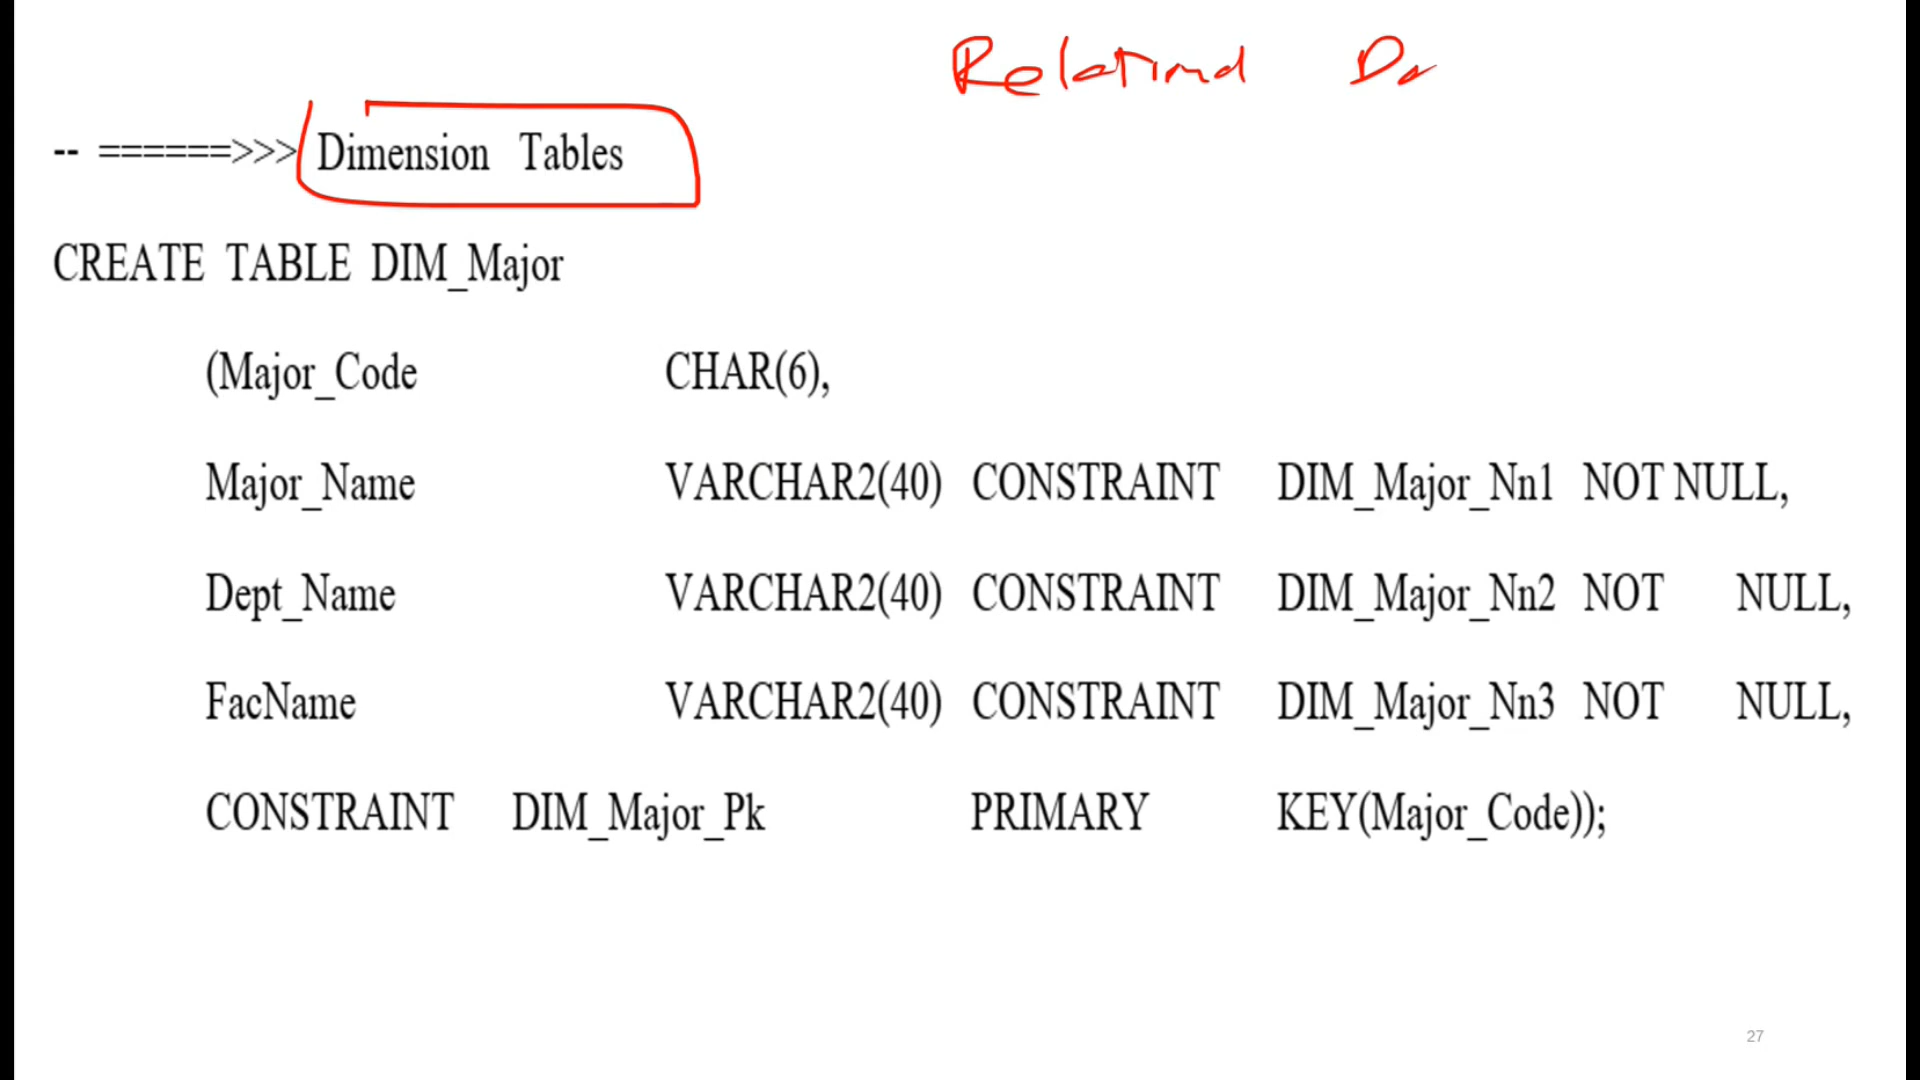 Relational Da
-- ======>>> Dimension Tables
CREATE TABLE DIM_Major
(Major_Code CHAR(6),
Major_Name VARCHAR2(40) CONSTRAINT DIM_Major_Nn1 NOT NULL,
Dept_Name VARCHAR2(40) CONSTRAINT DIM_Major_Nn2 NOT NULL,
FacName VARCHAR2(40) CONSTRAINT DIM_Major_Nn3 NOT NULL,
CONSTRAINT DIM_Major_Pk PRIMARY KEY(Major_Code));
27